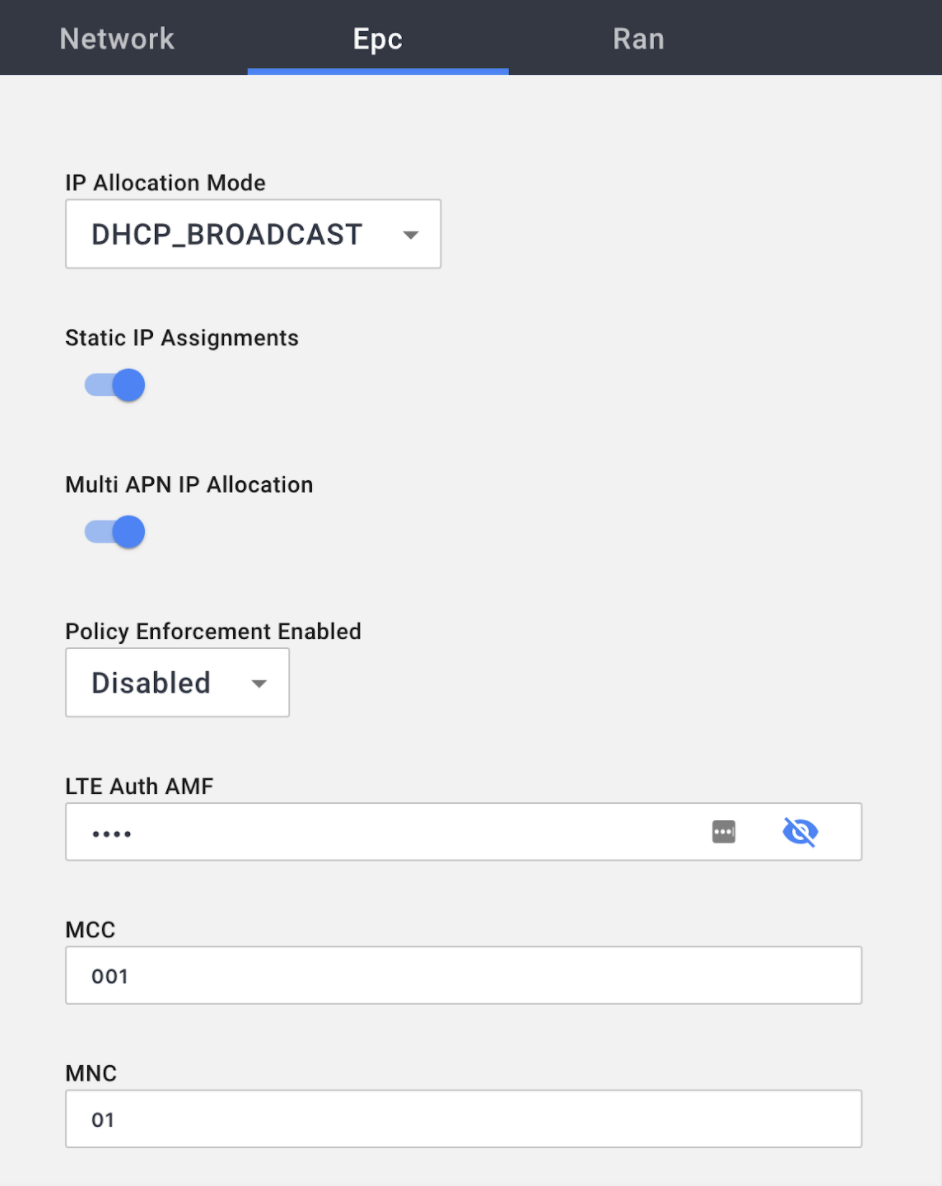 Network Epc Ran
IP Allocation Mode
DHCP_BROADCAST
Static IP Assignments
Multi APN IP Allocation
Policy Enforcement Enabled
Disabled
LTE Auth AMF
••••
MCC
001
MNC
01